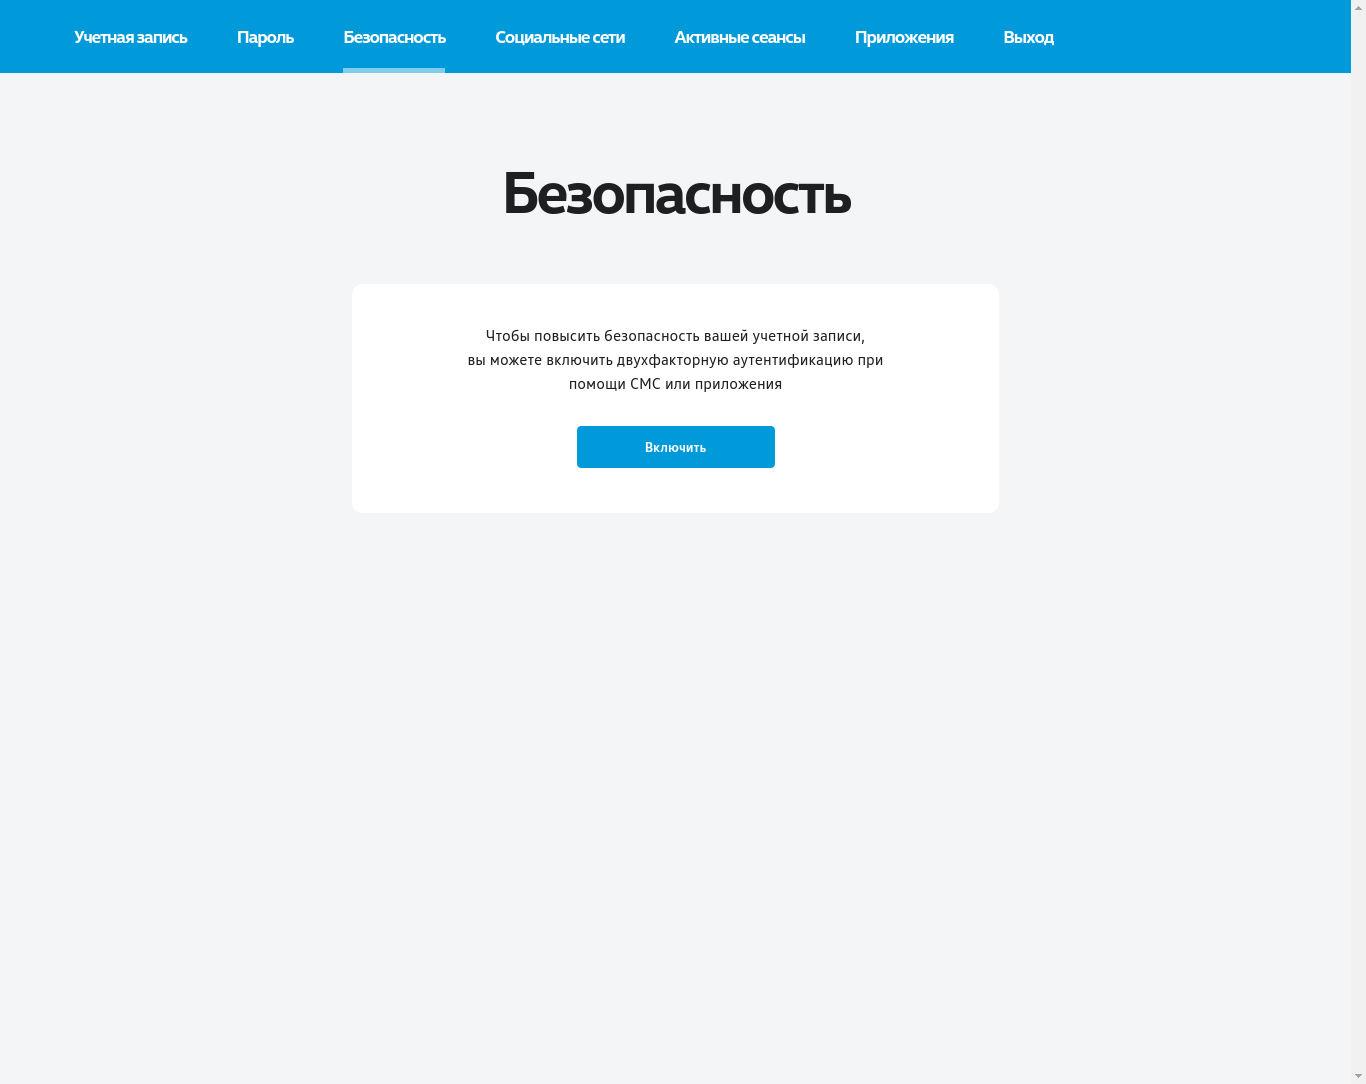 Учетная запись Пароль Безопасность Социальные сети Активные сеансы Приложения Выход
Безопасность
Чтобы повысить безопасность вашей учетной записи,
вы можете включить двухфакторную аутентификацию при
помощи СМС или приложения
Включить